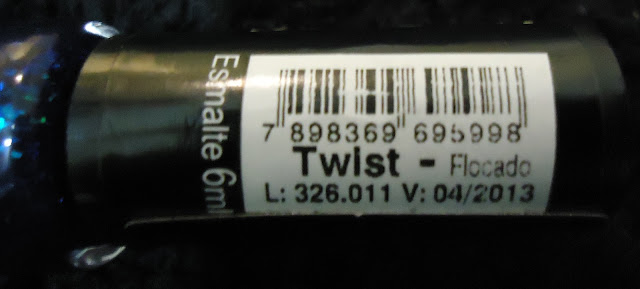 Esmalte 6ml
7 898369 695998
Twist - Flocado
L: 326.011 V: 04/2013